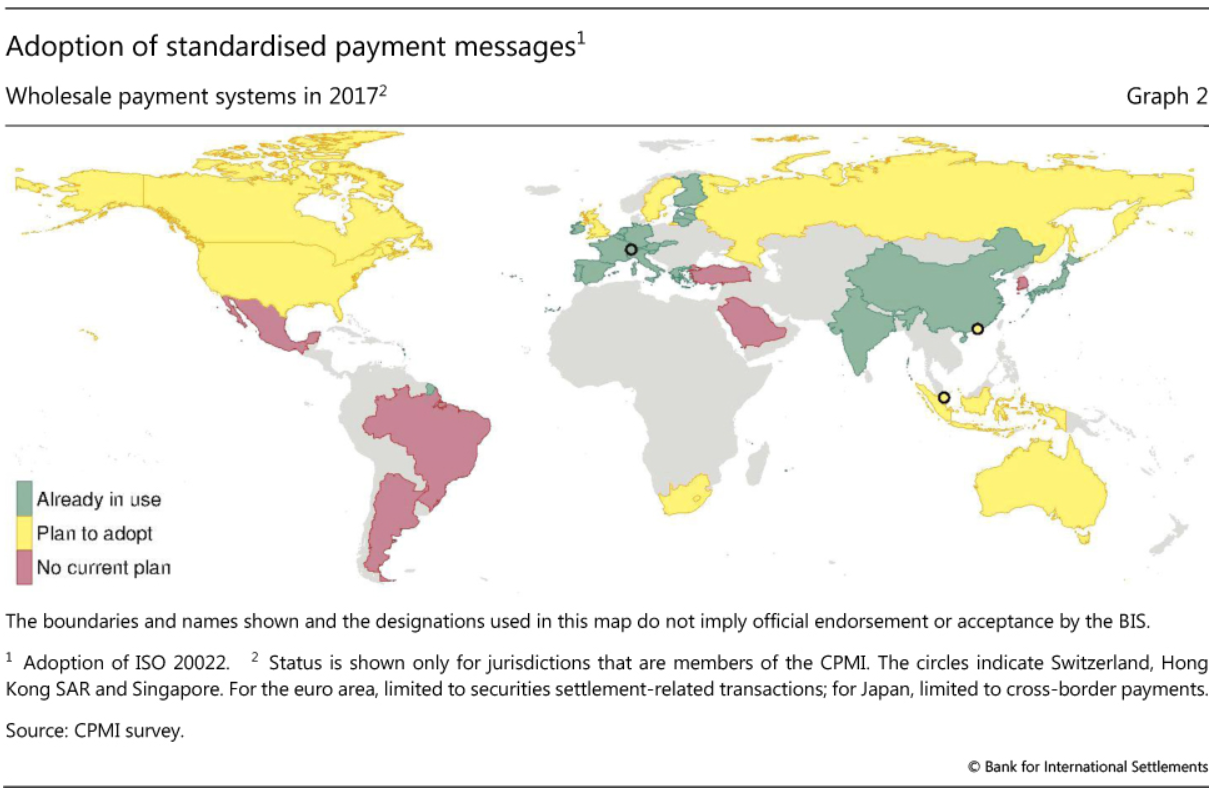 Adoption of standardised payment messages¹
Wholesale payment systems in 2017² Graph 2
Already in use
Plan to adopt
No current plan
The boundaries and names shown and the designations used in this map do not imply official endorsement or acceptance by the BIS.
¹ Adoption of ISO 20022. ² Status is shown only for jurisdictions that are members of the CPMI. The circles indicate Switzerland, Hong
Kong SAR and Singapore. For the euro area, limited to securities settlement-related transactions; for Japan, limited to cross-border payments.
Source: CPMI survey.
© Bank for International Settlements